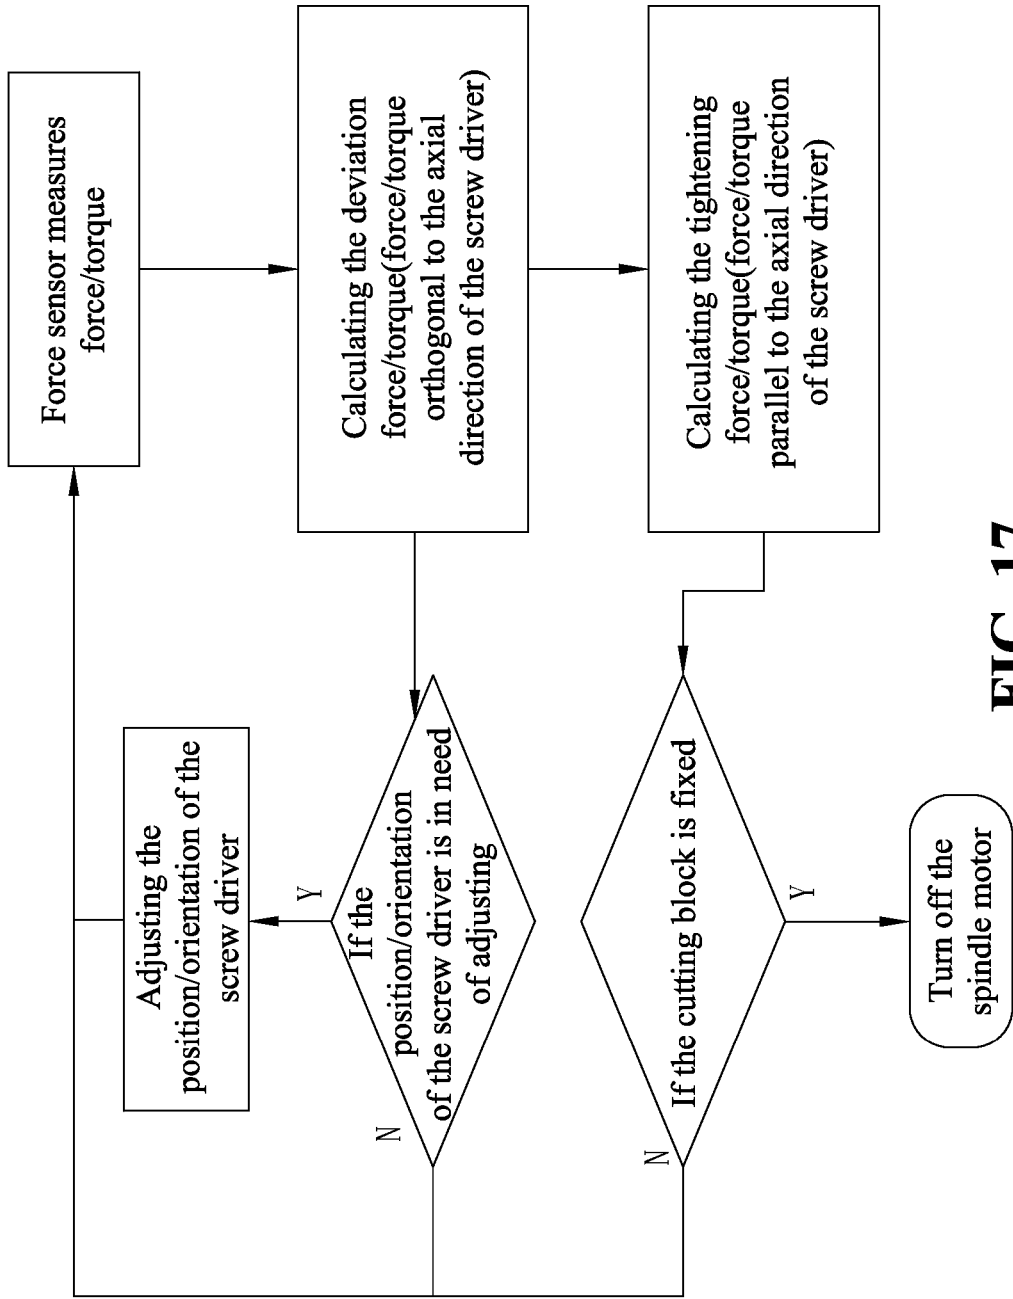 Force sensor measures
force/torque
Calculating the deviation
force/torque(force/torque
orthogonal to the axial
direction of the screw driver)
Calculating the tightening
force/torque(force/torque
parallel to the axial direction
of the screw driver)
Adjusting the
position/orientation of the
screw driver
Y
If the
position/orientation
of the screw driver is in need
of adjusting
N
If the cutting block is fixed
Y
N
Turn off the
spindle motor
FIG. 17